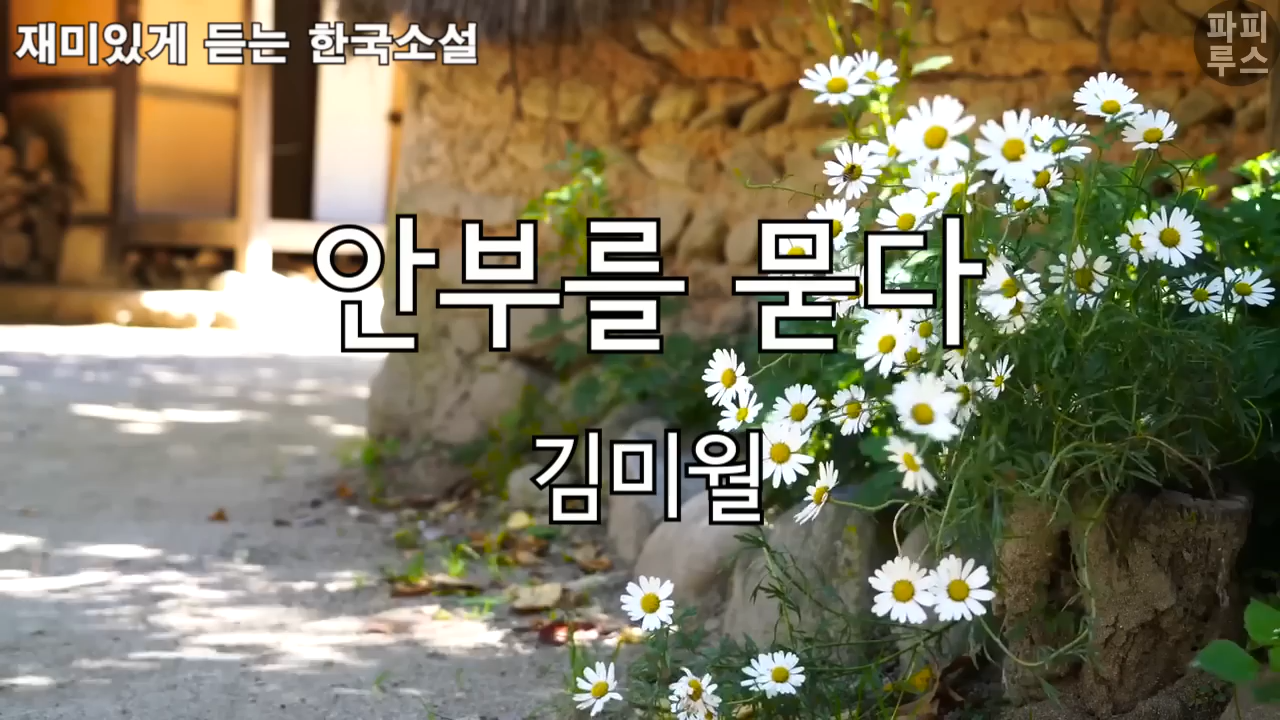 재미있게 듣는 한국소설
파피
루스
안부를 묻다
김미월